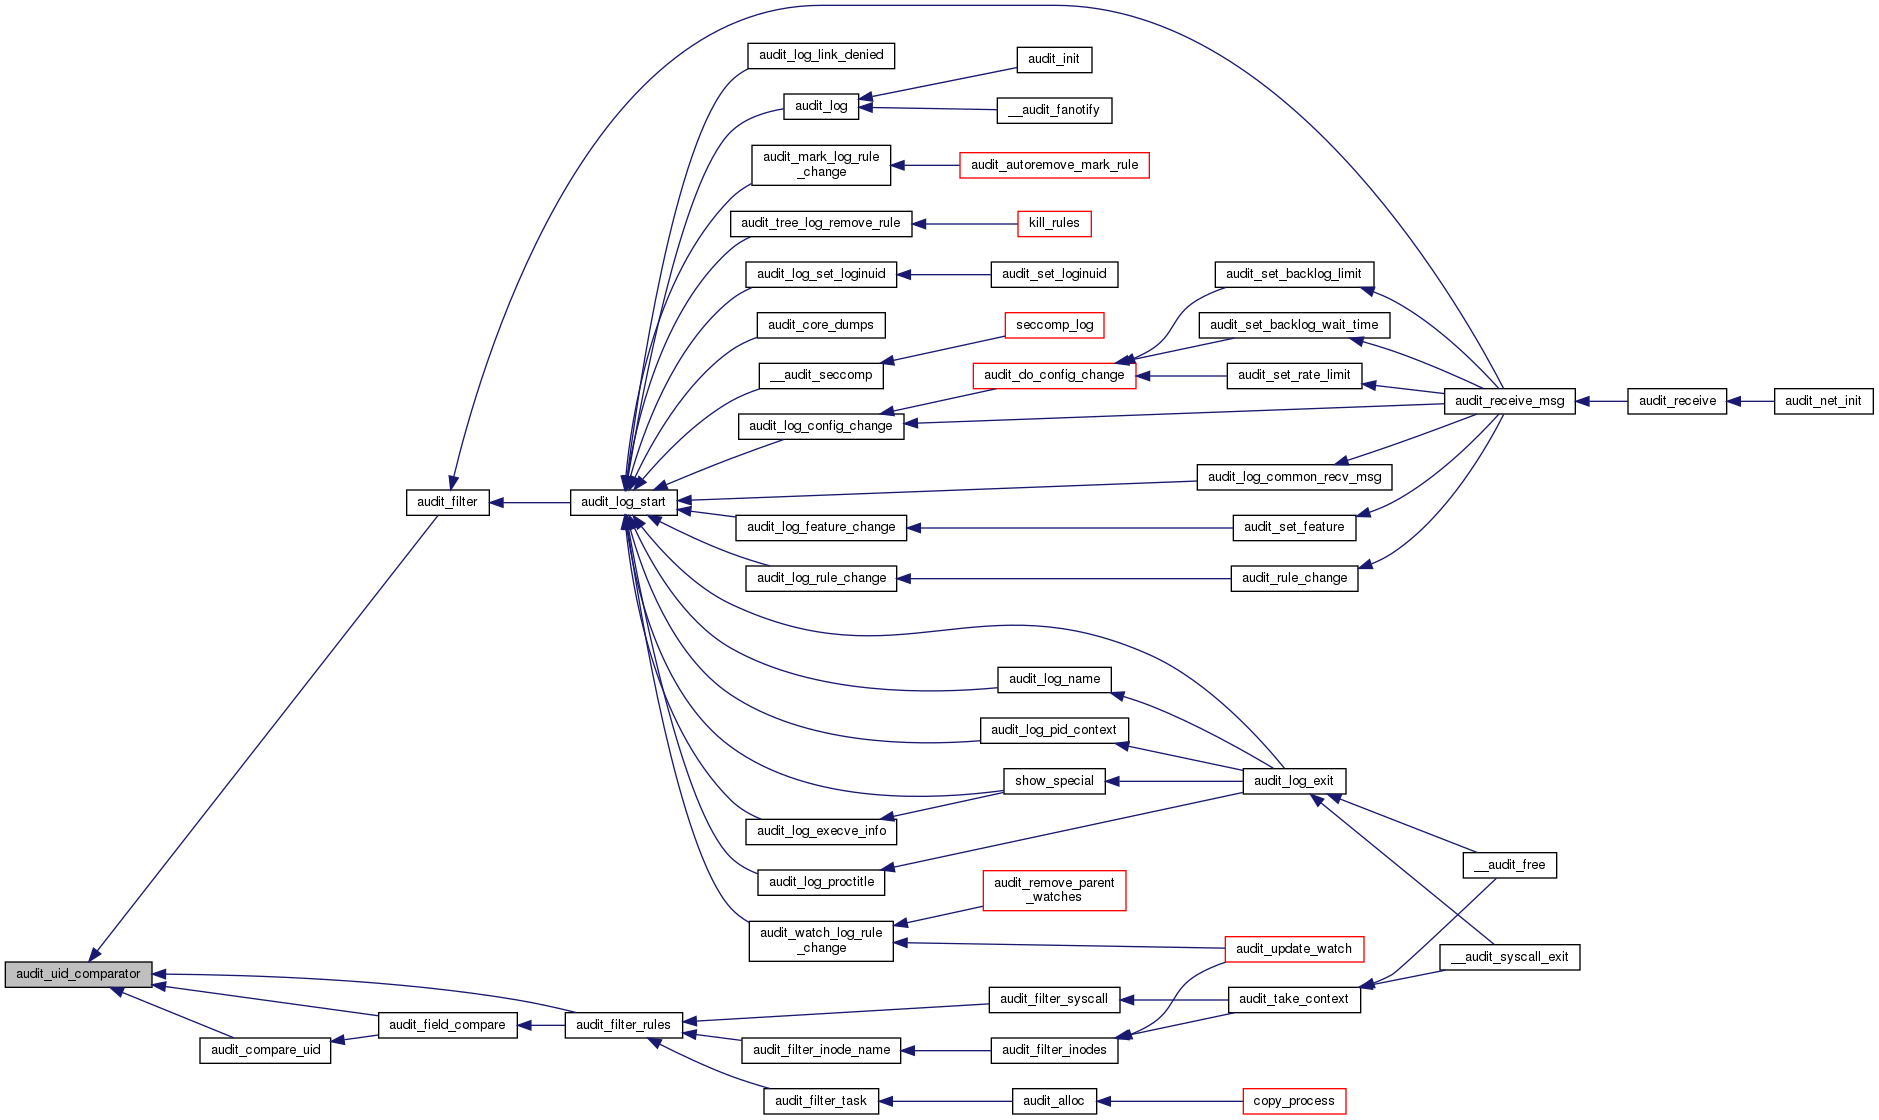 audit_log_link_denied
audit_init
audit_log
__audit_fanotify
audit_mark_log_rule
_change
audit_autoremove_mark_rule
audit_tree_log_remove_rule
kill_rules
audit_log_set_loginuid
audit_set_loginuid
audit_set_backlog_limit
audit_core_dumps
seccomp_log
audit_set_backlog_wait_time
__audit_seccomp
audit_do_config_change
audit_set_rate_limit
audit_receive_msg
audit_receive
audit_net_init
audit_log_config_change
audit_log_common_recv_msg
audit_filter
audit_log_start
audit_log_feature_change
audit_set_feature
audit_log_rule_change
audit_rule_change
audit_log_name
audit_log_pid_context
show_special
audit_log_exit
audit_log_execve_info
__audit_free
audit_log_proctitle
audit_remove_parent
_watches
audit_watch_log_rule
_change
audit_update_watch
__audit_syscall_exit
audit_uid_comparator
audit_filter_syscall
audit_take_context
audit_field_compare
audit_filter_rules
audit_compare_uid
audit_filter_inode_name
audit_filter_inodes
audit_filter_task
audit_alloc
copy_process